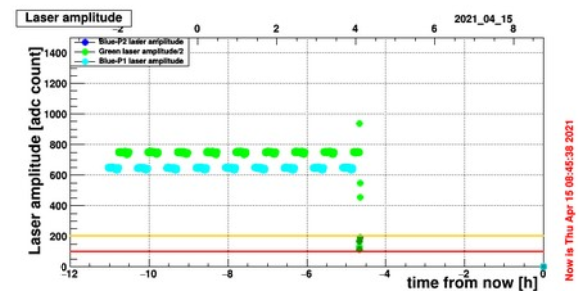 Laser amplitude
2021_04_15
−2 0 2 4 6 8
Blue-P2 laser amplitude
Green laser amplitude/2
Blue-P1 laser amplitude
Laser amplitude [adc count]
1400
1200
1000
800
600
400
200
0
−12 −10 −8 −6 −4 −2 0
time from now [h]
Now is Thu Apr 15 08:45:38 2021